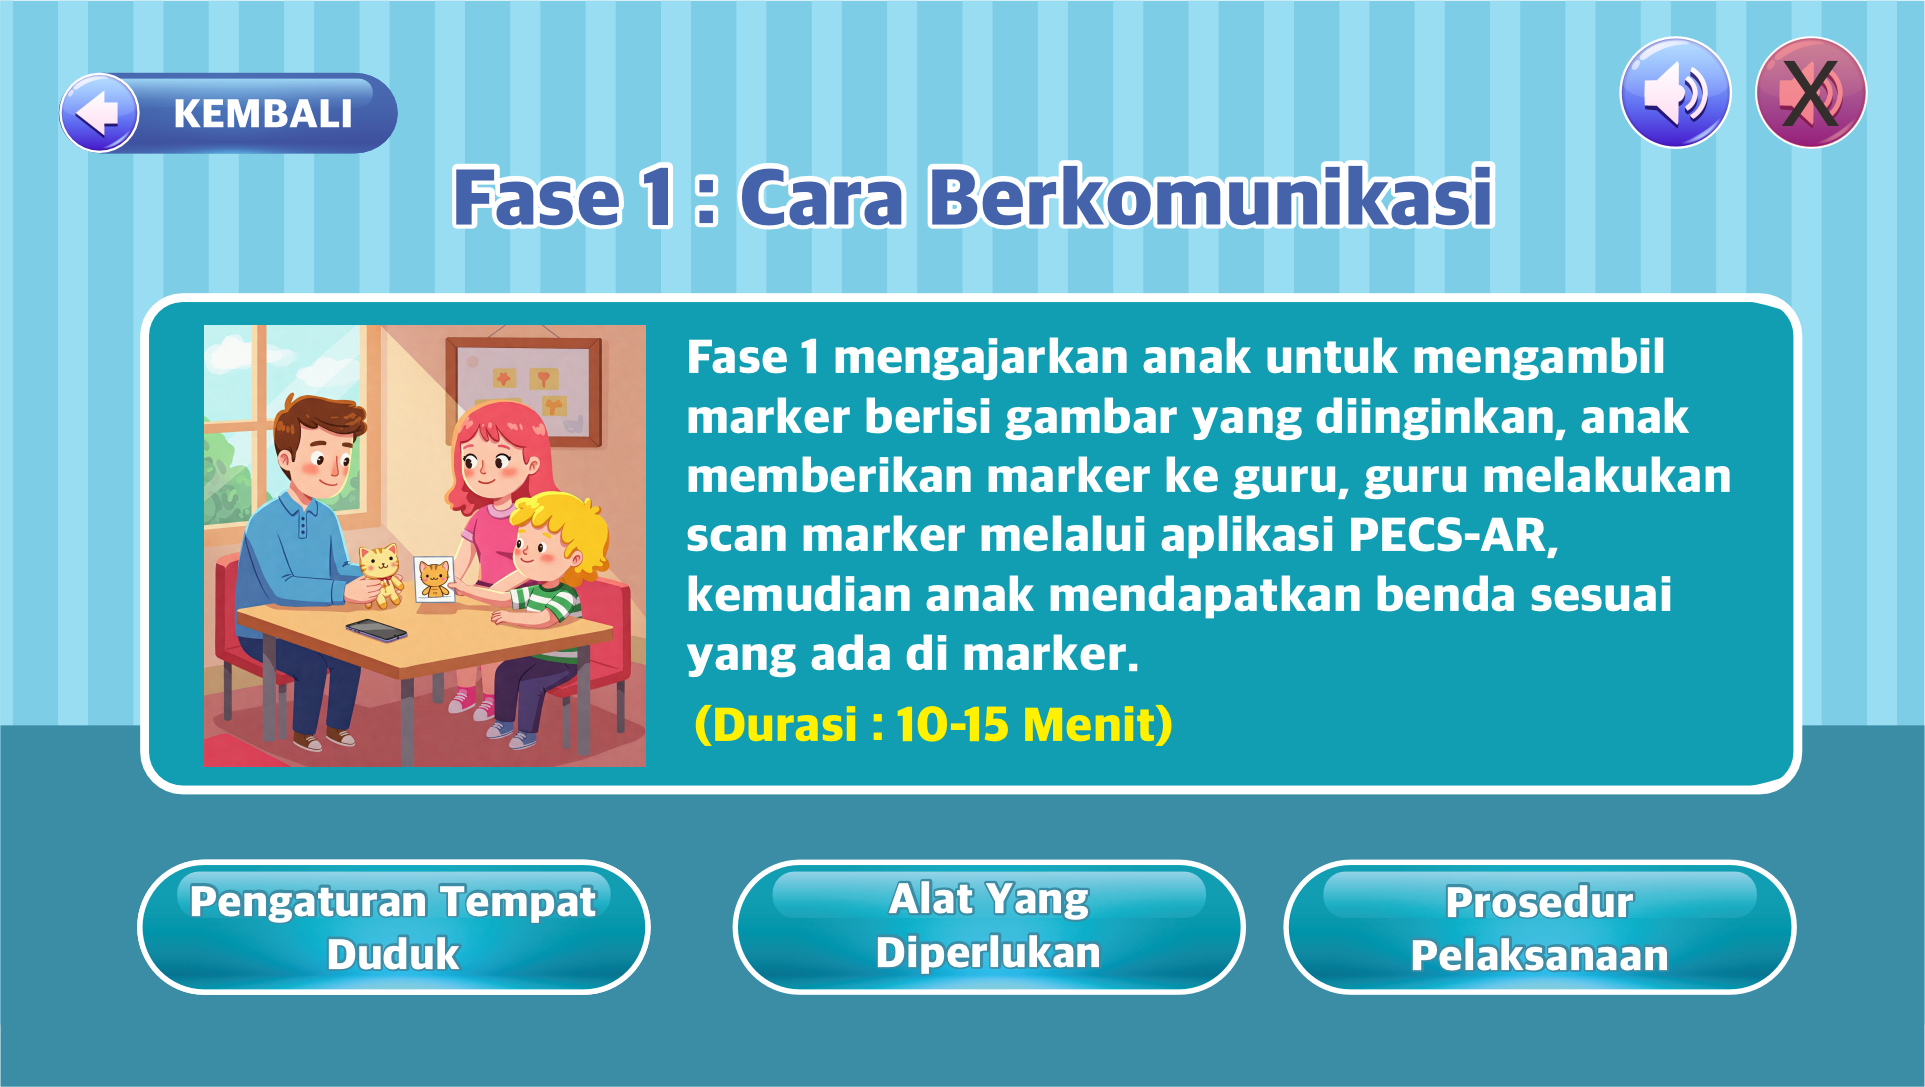 KEMBALI
X
Fase 1 : Cara Berkomunikasi
Fase 1 mengajarkan anak untuk mengambil
marker berisi gambar yang diinginkan, anak
memberikan marker ke guru, guru melakukan
scan marker melalui aplikasi PECS-AR,
kemudian anak mendapatkan benda sesuai
yang ada di marker.
(Durasi : 10-15 Menit)
Pengaturan Tempat
Duduk
Alat Yang
Diperlukan
Prosedur
Pelaksanaan